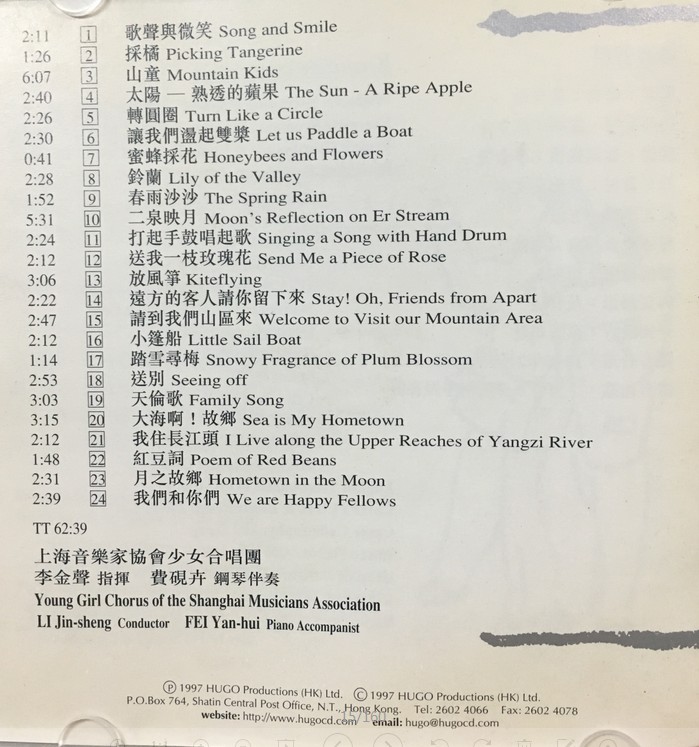 2:11 1 歌聲與微笑 Song and Smile
1:26 2 採橘 Picking Tangerine
6:07 3 山童 Mountain Kids
2:40 4 太陽 — 熟透的蘋果 The Sun - A Ripe Apple
2:26 5 轉圓圈 Turn Like a Circle
2:30 6 讓我們盪起雙槳 Let us Paddle a Boat
0:41 7 蜜蜂採花 Honeybees and Flowers
2:28 8 鈴蘭 Lily of the Valley
1:52 9 春雨沙沙 The Spring Rain
5:31 10 二泉映月 Moon's Reflection on Er Stream
2:24 11 打起手鼓唱起歌 Singing a Song with Hand Drum
2:12 12 送我一枝玫瑰花 Send Me a Piece of Rose
3:06 13 放風箏 Kiteflying
2:22 14 遠方的客人請你留下來 Stay! Oh, Friends from Apart
2:47 15 請到我們山區來 Welcome to Visit our Mountain Area
2:12 16 小篷船 Little Sail Boat
1:14 17 踏雪尋梅 Snowy Fragrance of Plum Blossom
2:53 18 送別 Seeing off
3:03 19 天倫歌 Family Song
3:15 20 大海啊！故鄉 Sea is My Hometown
2:12 21 我住長江頭 I Live along the Upper Reaches of Yangzi River
1:48 22 紅豆詞 Poem of Red Beans
2:31 23 月之故鄉 Hometown in the Moon
2:39 24 我們和你們 We are Happy Fellows
TT 62:39
上海音樂家協會少女合唱團
李金聲 指揮 費硯卉 鋼琴伴奏
Young Girl Chorus of the Shanghai Musicians Association
LI Jin-sheng Conductor FEI Yan-hui Piano Accompanist
Ⓟ 1997 HUGO Productions (HK) Ltd. © 1997 HUGO Productions (HK) Ltd.
P.O.Box 764, Shatin Central Post Office, N.T., Hong Kong. Tel: 2602 4066 Fax: 2602 4078
website: http://www.hugocd.com email: hugo@hugocd.com
15/160